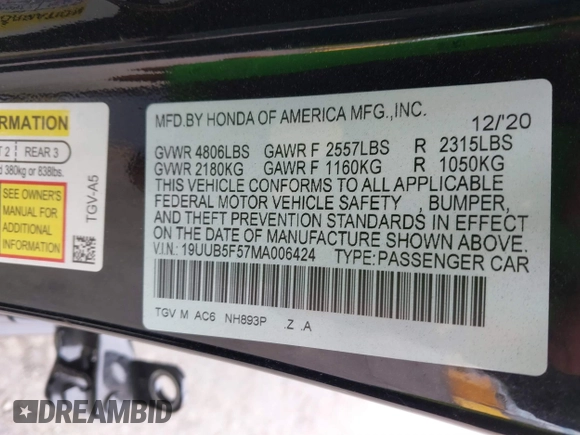 RMATION
T 2 REAR 3
d 380kg or 838lbs.
SEE OWNER'S
MANUAL FOR
ADDITIONAL
INFORMATION
TGV-A5
MFD.BY HONDA OF AMERICA MFG.,INC.
12/'20
GVWR 4806LBS GAWR F 2557LBS R 2315LBS
GVWR 2180KG GAWR F 1160KG R 1050KG
THIS VEHICLE CONFORMS TO ALL APPLICABLE
FEDERAL MOTOR VEHICLE SAFETY , BUMPER,
AND THEFT PREVENTION STANDARDS IN EFFECT
ON THE DATE OF MANUFACTURE SHOWN ABOVE.
V.I.N.: 19UUB5F57MA006424 TYPE:PASSENGER CAR
TGV M AC6 NH893P .Z .A
DREAMBID